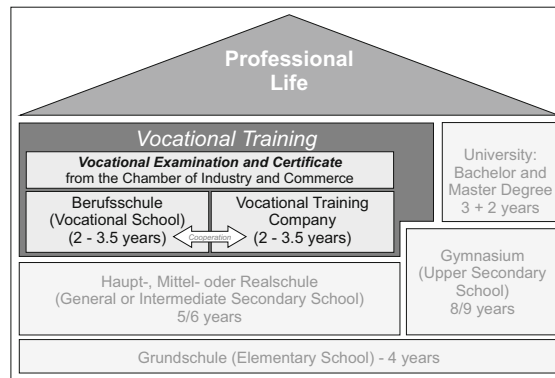 Professional
Life
Vocational Training
Vocational Examination and Certificate
from the Chamber of Industry and Commerce
Berufsschule
(Vocational School)
(2 - 3.5 years)
Cooperation
Vocational Training
Company
(2 - 3.5 years)
University:
Bachelor and
Master Degree
3 + 2 years
Haupt-, Mittel- oder Realschule
(General or Intermediate Secondary School)
5/6 years
Gymnasium
(Upper Secondary
School)
8/9 years
Grundschule (Elementary School) - 4 years